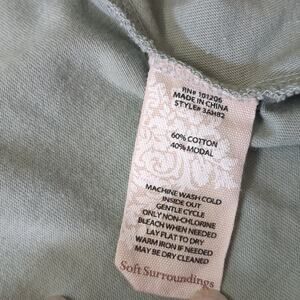 RN# 101206
MADE IN CHINA
STYLE# 3AH82
60% COTTON
40% MODAL
MACHINE WASH COLD
INSIDE OUT
GENTLE CYCLE
ONLY NON-CHLORINE
BLEACH WHEN NEEDED
LAY FLAT TO DRY
WARM IRON IF NEEDED
MAY BE DRY CLEANED
Soft Surroundings